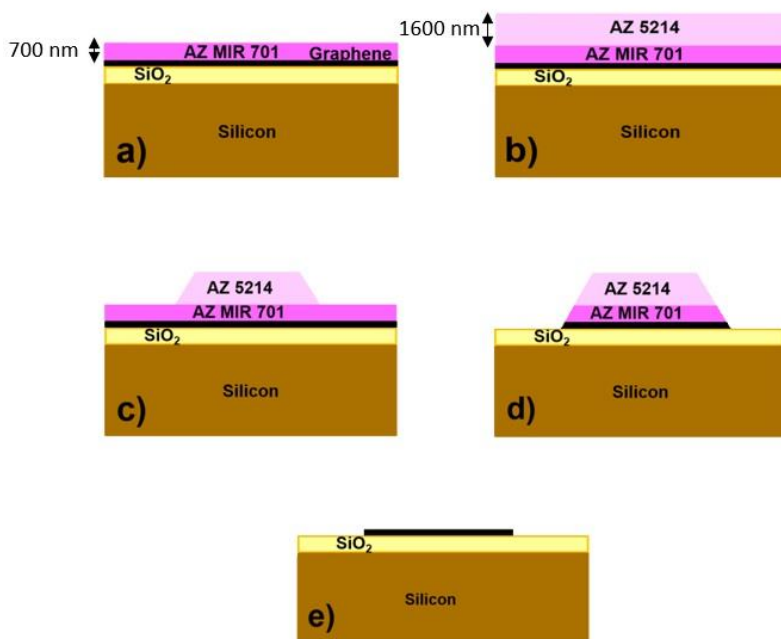 700 nm
AZ MIR 701 Graphene
SiO₂
Silicon
a)
1600 nm
AZ 5214
AZ MIR 701
SiO₂
Silicon
b)
AZ 5214
AZ MIR 701
SiO₂
Silicon
c)
AZ 5214
AZ MIR 701
SiO₂
Silicon
d)
SiO₂
Silicon
e)